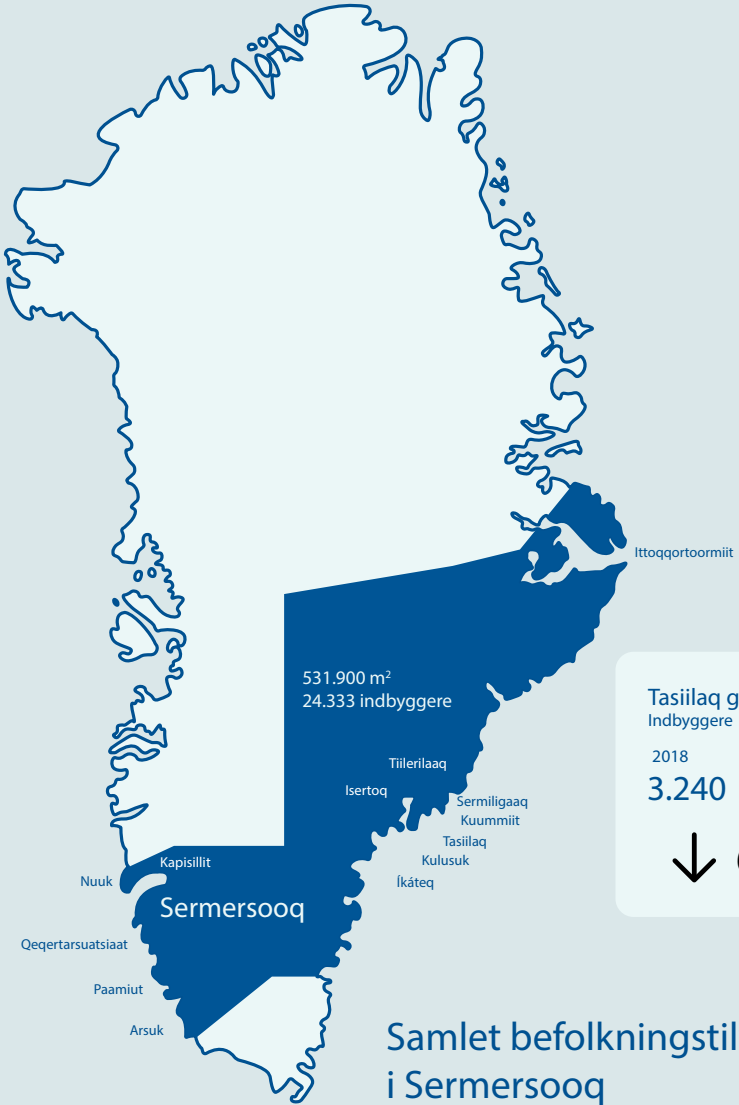 Ittoqqortoormiit
531.900 m²
24.333 indbyggere
Tiilerilaaq
Isertoq
Sermiligaaq
Kuummiit
Tasiilaq
Kulusuk
Íkáteq
Kapisillit
Nuuk
Sermersooq
Qeqertarsuatsiaat
Paamiut
Arsuk
Tasiilaq g
Indbyggere
2018
3.240
Samlet befolkningstil
i Sermersooq